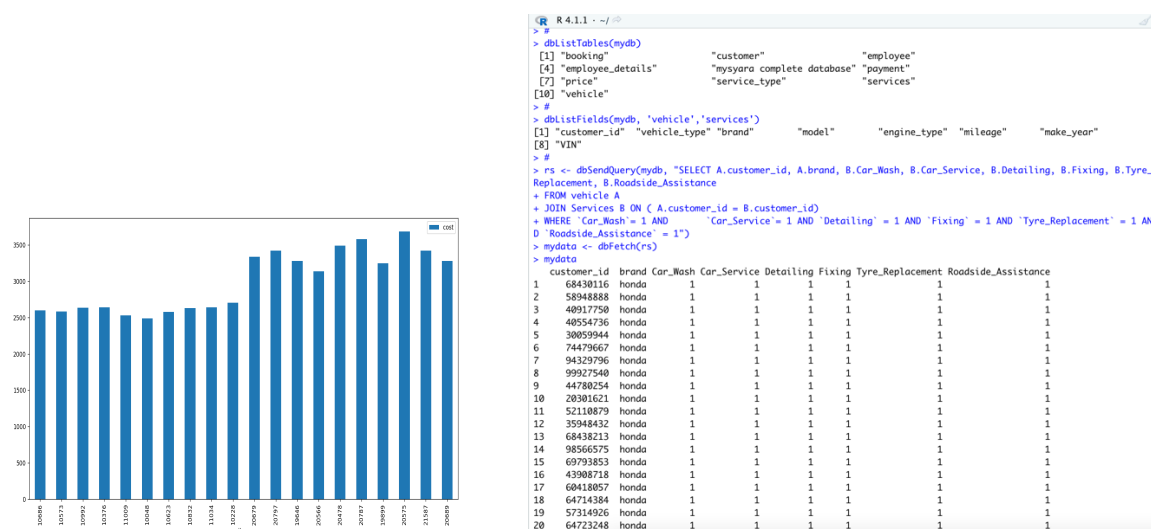 cost
3500
3000
2500
2000
1500
1000
500
0
10686
10573
10992
10376
11009
10048
10623
10832
11034
10228
20679
20797
19646
20566
20478
20787
19899
20575
21587
20689
R 4.1.1 · ~/
> #
> dbListTables(mydb)
[1] "booking" "customer" "employee"
[4] "employee_details" "mysyara complete database" "payment"
[7] "price" "service_type" "services"
[10] "vehicle"
> #
> dbListFields(mydb, 'vehicle','services')
[1] "customer_id" "vehicle_type" "brand" "model" "engine_type" "mileage" "make_year"
[8] "VIN"
> #
> rs <- dbSendQuery(mydb, "SELECT A.customer_id, A.brand, B.Car_Wash, B.Car_Service, B.Detailing, B.Fixing, B.Tyre_
Replacement, B.Roadside_Assistance
+ FROM vehicle A
+ JOIN Services B ON ( A.customer_id = B.customer_id)
+ WHERE `Car_Wash`= 1 AND `Car_Service`= 1 AND `Detailing` = 1 AND `Fixing` = 1 AND `Tyre_Replacement` = 1 AN
D `Roadside_Assistance` = 1")
> mydata <- dbFetch(rs)
> mydata
customer_id brand Car_Wash Car_Service Detailing Fixing Tyre_Replacement Roadside_Assistance
1 68430116 honda 1 1 1 1 1 1
2 58948888 honda 1 1 1 1 1 1
3 40917750 honda 1 1 1 1 1 1
4 40554736 honda 1 1 1 1 1 1
5 30059944 honda 1 1 1 1 1 1
6 74479667 honda 1 1 1 1 1 1
7 94329796 honda 1 1 1 1 1 1
8 99927540 honda 1 1 1 1 1 1
9 44780254 honda 1 1 1 1 1 1
10 20301621 honda 1 1 1 1 1 1
11 52110879 honda 1 1 1 1 1 1
12 35948432 honda 1 1 1 1 1 1
13 68438213 honda 1 1 1 1 1 1
14 98566575 honda 1 1 1 1 1 1
15 69793853 honda 1 1 1 1 1 1
16 43908718 honda 1 1 1 1 1 1
17 60418057 honda 1 1 1 1 1 1
18 64714384 honda 1 1 1 1 1 1
19 57314926 honda 1 1 1 1 1 1
20 64723248 honda 1 1 1 1 1 1